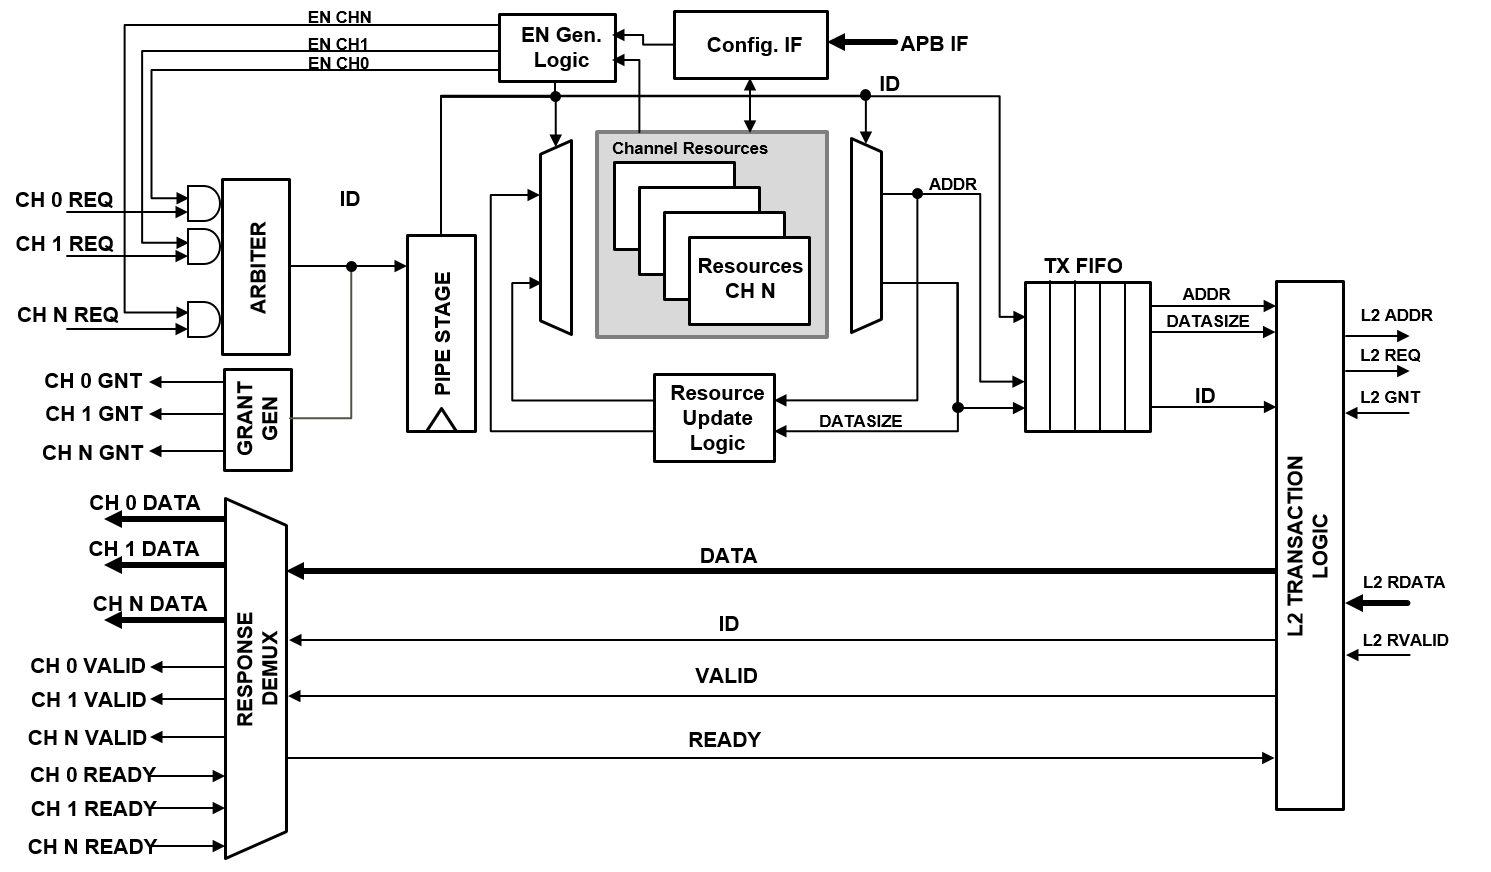 EN CHN
EN CH1
EN CH0
EN Gen.
Logic
Config. IF
APB IF
ID
Channel Resources
Resources
CH N
CH 0 REQ
CH 1 REQ
CH N REQ
ARBITER
ID
PIPE STAGE
ADDR
DATASIZE
Resource
Update
Logic
TX FIFO
ADDR
DATASIZE
ID
L2 ADDR
L2 REQ
L2 GNT
CH 0 GNT
CH 1 GNT
CH N GNT
GRANT
GEN
L2 TRANSACTION
LOGIC
L2 RDATA
L2 RVALID
CH 0 DATA
CH 1 DATA
CH N DATA
CH 0 VALID
CH 1 VALID
CH N VALID
CH 0 READY
CH 1 READY
CH N READY
RESPONSE
DEMUX
DATA
ID
VALID
READY